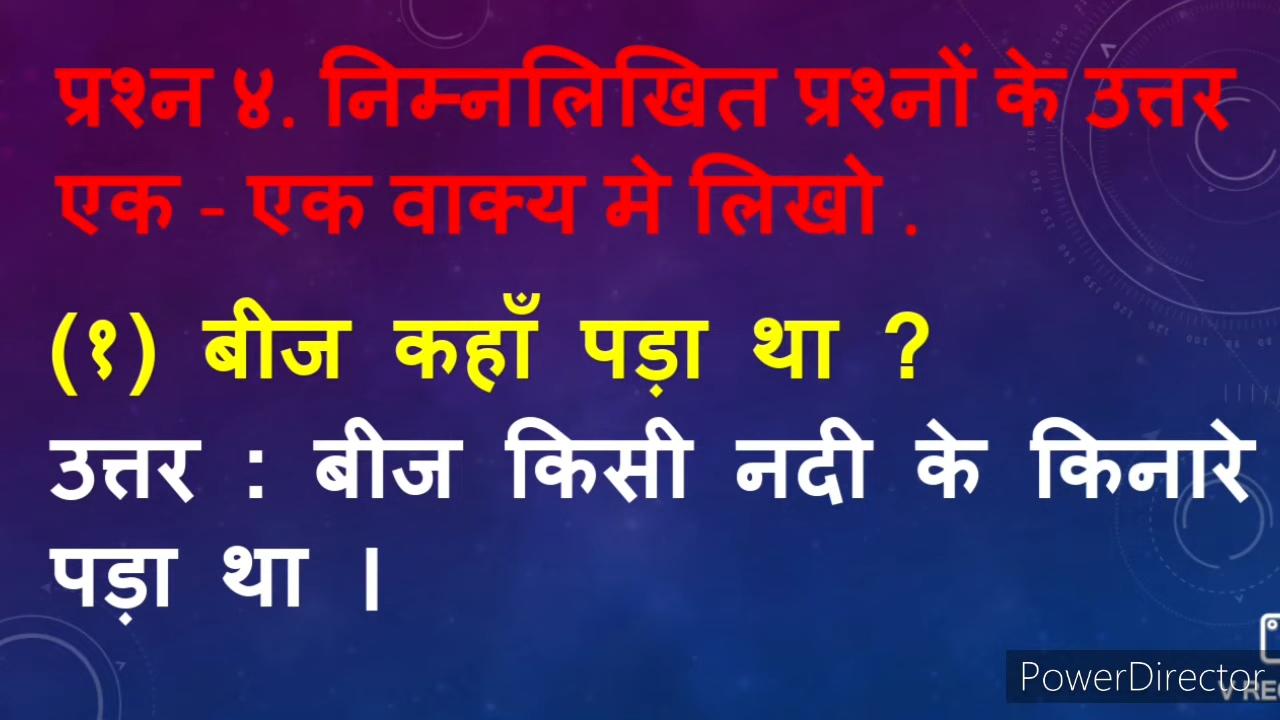 प्रश्न ४. निम्नलिखित प्रश्नों के उत्तर
एक - एक वाक्य मे लिखो .
(१) बीज कहाँ पड़ा था ?
उत्तर : बीज किसी नदी के किनारे
पड़ा था ।
PowerDirector